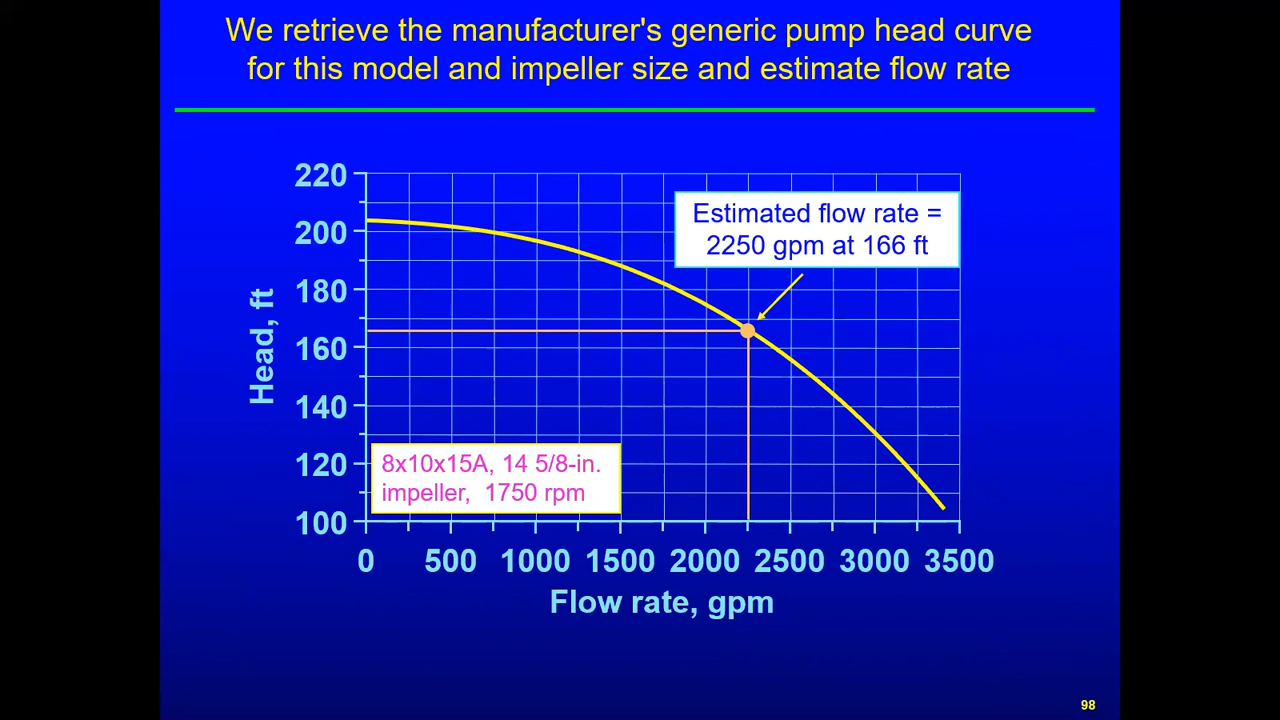 We retrieve the manufacturer's generic pump head curve
for this model and impeller size and estimate flow rate
220
200
180
160
140
120
100
Head, ft
Estimated flow rate =
2250 gpm at 166 ft
8x10x15A, 14 5/8-in.
impeller, 1750 rpm
0 500 1000 1500 2000 2500 3000 3500
Flow rate, gpm
98